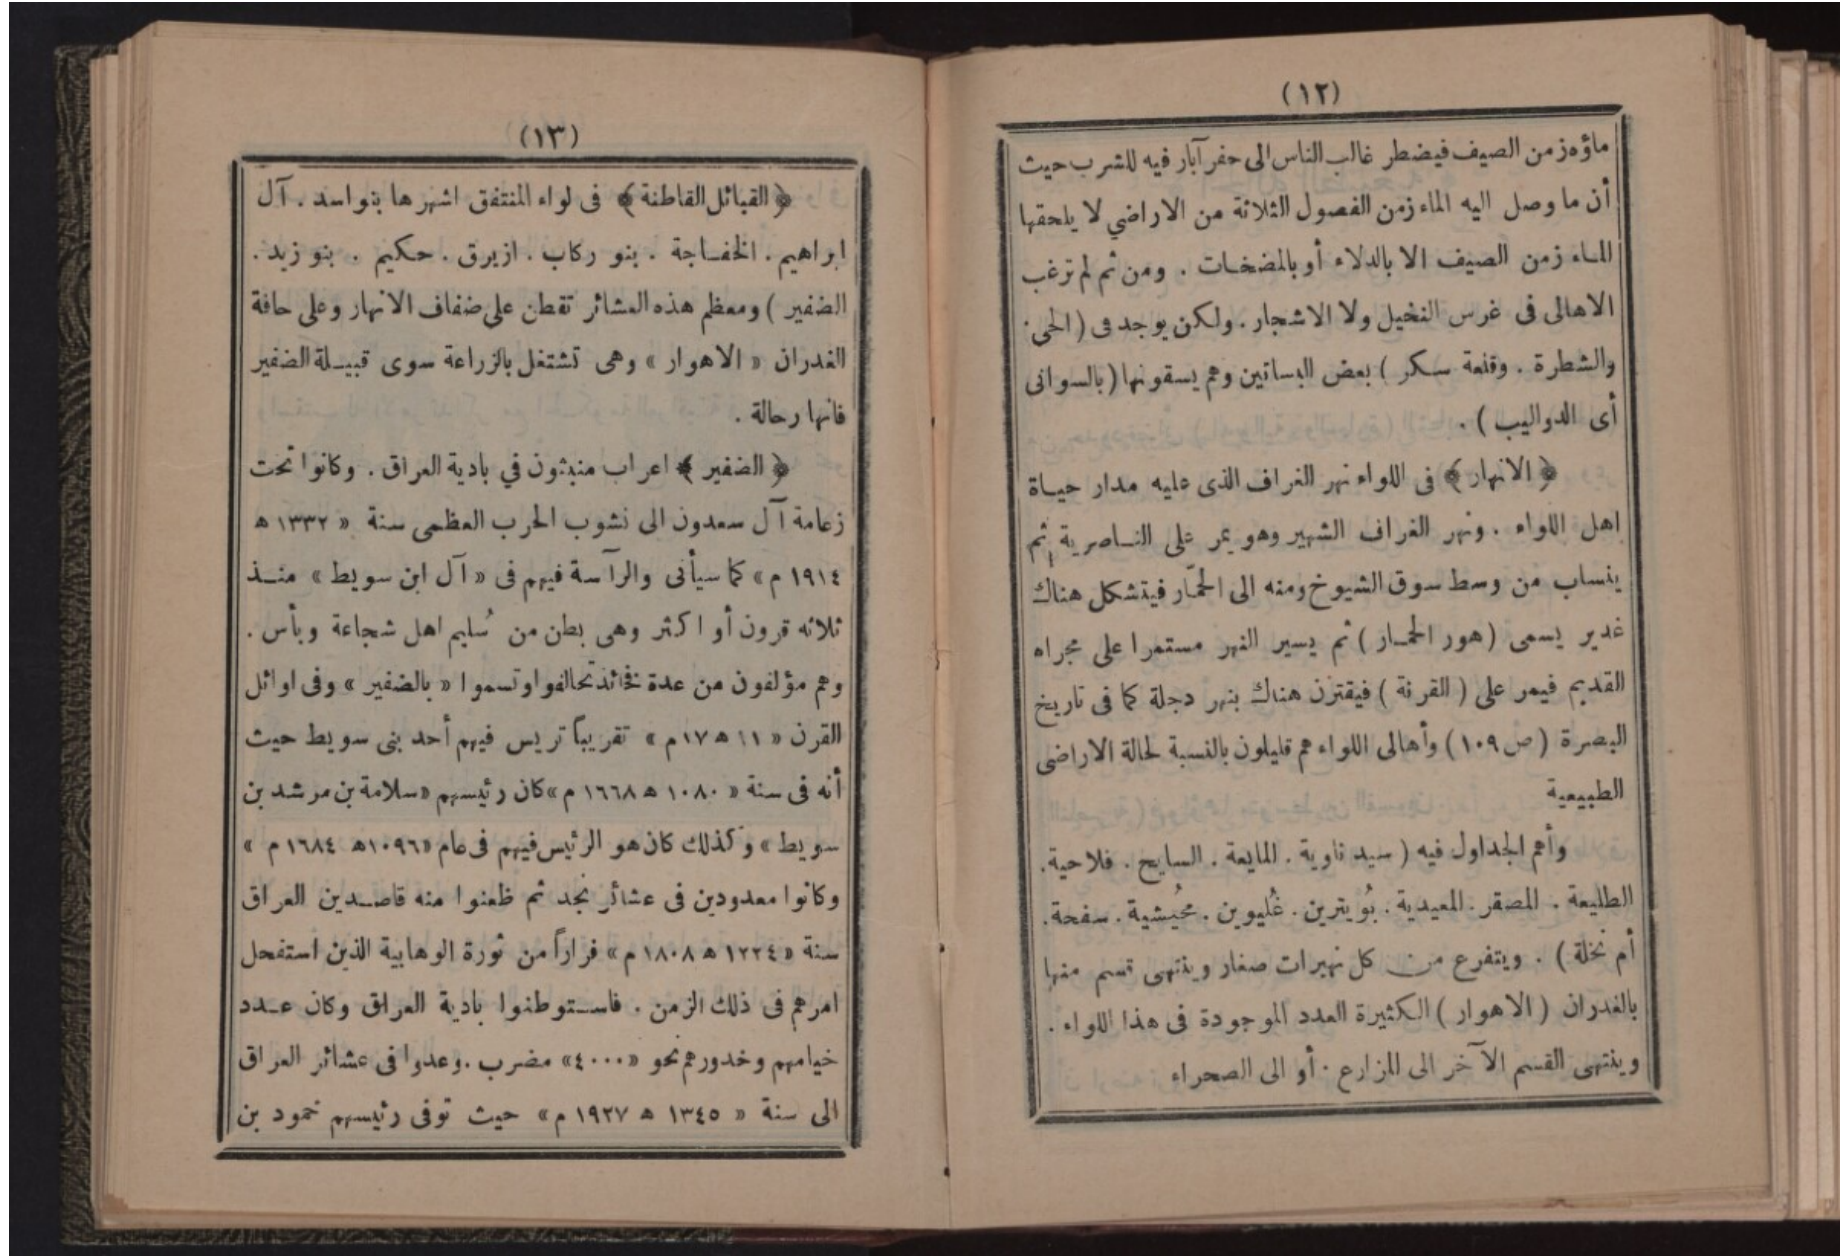 (١٢)
ماؤه زمن الصيف فيضطر غالب الناس الى حفر آبار فيه للشرب حيث
أن ما وصل اليه الماء زمن الفصول الثلاثة من الاراضي لا يلحقها
الماء زمن الصيف الا بالدلاء أو بالمضخات . ومن ثم لم ترغب
الاهالى فى غرس النخيل ولا الاشجار . ولكن يوجد فى ( الحى .
والشطرة . وقلعة سكر ) بعض البساتين وهم يسقونها ( بالسوانى
أى الدواليب ) .
﴿ الانهار ﴾ فى اللواء نهر الغراف الذى عليه مدار حياة
اهل اللواء . ونهر الغراف الشهير وهو يمر على الناصرية ثم
ينساب من وسط سوق الشيوخ ومنه الى الحمّار فيتشكل هناك
غدير يسمى ( هور الحمار ) ثم يسير النهر مستمرا على مجراه
القديم فيمر على ( القرنة ) فيقترن هناك بنهر دجلة كما فى تاريخ
البصرة ( ص ١٠٩ ) وأهالى اللواء هم قليلون بالنسبة لحالة الاراضى
الطبيعية
وأهم الجداول فيه ( سيد ناوية . المايعة . السايح . فلاحية .
الطليعة . المصقر . المعيدية . بُويترين . غُليوين . محُيشية . سفحة .
أم نخلة ) . ويتفرع من كل نهيرات صغار وينتهى قسم منها
بالغدران ( الاهوار ) الكثيرة العدد الموجودة فى هذا اللواء .
وينتهى القسم الآخر الى المزارع . أو الى الصحراء
(١٣)
﴿ القبائل القاطنة ﴾ فى لواء المنتفق اشهرها بنو اسد . آل
ابراهيم . الخفاجة . بنو ركاب . ازيرق . حكيم . بنو زيد .
الضفير ) ومعظم هذه العشائر تقطن على ضفاف الانهار وعلى حافة
الغدران « الاهوار » وهى تشتغل بالزراعة سوى قبيلة الضفير
فانها رحالة .
﴿ الضفير ﴾ اعراب منبثون في بادية العراق . وكانوا تحت
زعامة آل سعدون الى نشوب الحرب العظمى سنة « ١٣٣٢ ه
١٩١٤ م » كما سيأتى والرآسة فيهم فى « آل ابن سويط » منذ
ثلاثه قرون أو اكثر وهى بطن من سُليم اهل شجاعة وبأس .
وهم مؤلفون من عدة فخائذ تحالفوا وتسموا « بالضفير » وفى اوائل
القرن « ١١ ه ١٧ م » تقريباً تريس فيهم أحد بنى سويط حيث
أنه فى سنة « ١٠٨٠ ه ١٦٦٨ م » كان رئيسهم « سلامة بن مرشد بن
سويط » وكذلك كان هو الرئيس فيهم فى عام « ١٠٩٦ ه ١٦٨٤ م »
وكانوا معدودين فى عشائر نجد ثم ظعنوا منه قاصدين العراق
سنة « ١٢٢٤ ه ١٨٠٨ م » فراراً من ثورة الوهابية الذين استفحل
امرهم فى ذلك الزمن . فاستوطنوا بادية العراق وكان عدد
خيامهم وخدورهم نحو « ٤٠٠٠ » مضرب . وعدوا فى عشائر العراق
الى سنة « ١٣٤٥ ه ١٩٢٧ م » حيث توفى رئيسهم حمود بن